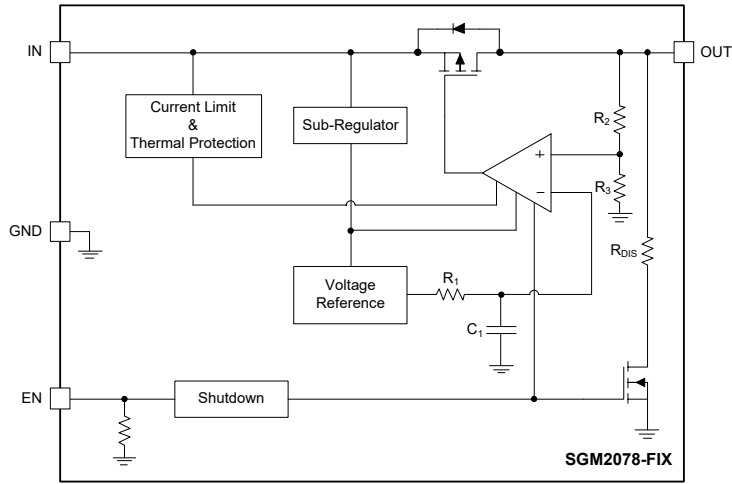 IN
OUT
Current Limit
&
Thermal Protection
Sub-Regulator
R2
+
−
R3
GND
RDIS
Voltage
Reference
R1
C1
EN
Shutdown
SGM2078-FIX